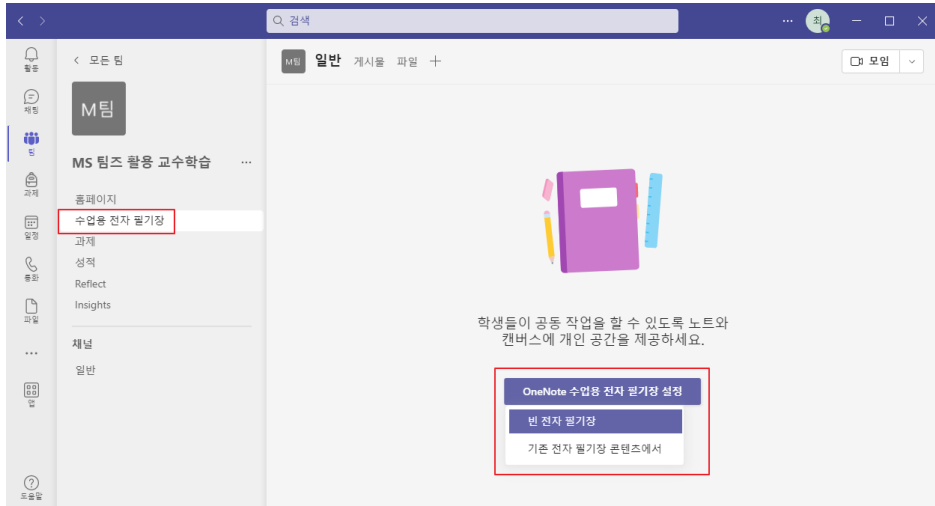 검색
최
활동
채팅
팀
과제
일정
통화
파일
앱
도움말
모든 팀
M팀
MS 팀즈 활용 교수학습
홈페이지
수업용 전자 필기장
과제
성적
Reflect
Insights
채널
일반
M팀 일반 게시물 파일
모임
학생들이 공동 작업을 할 수 있도록 노트와
캔버스에 개인 공간을 제공하세요.
OneNote 수업용 전자 필기장 설정
빈 전자 필기장
기존 전자 필기장 콘텐츠에서